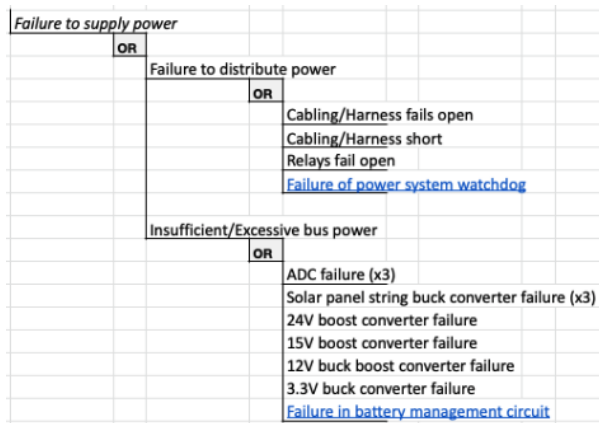 Failure to supply power
OR
Failure to distribute power
OR
Cabling/Harness fails open
Cabling/Harness short
Relays fail open
Failure of power system watchdog
Insufficient/Excessive bus power
OR
ADC failure (x3)
Solar panel string buck converter failure (x3)
24V boost converter failure
15V boost converter failure
12V buck boost converter failure
3.3V buck converter failure
Failure in battery management circuit